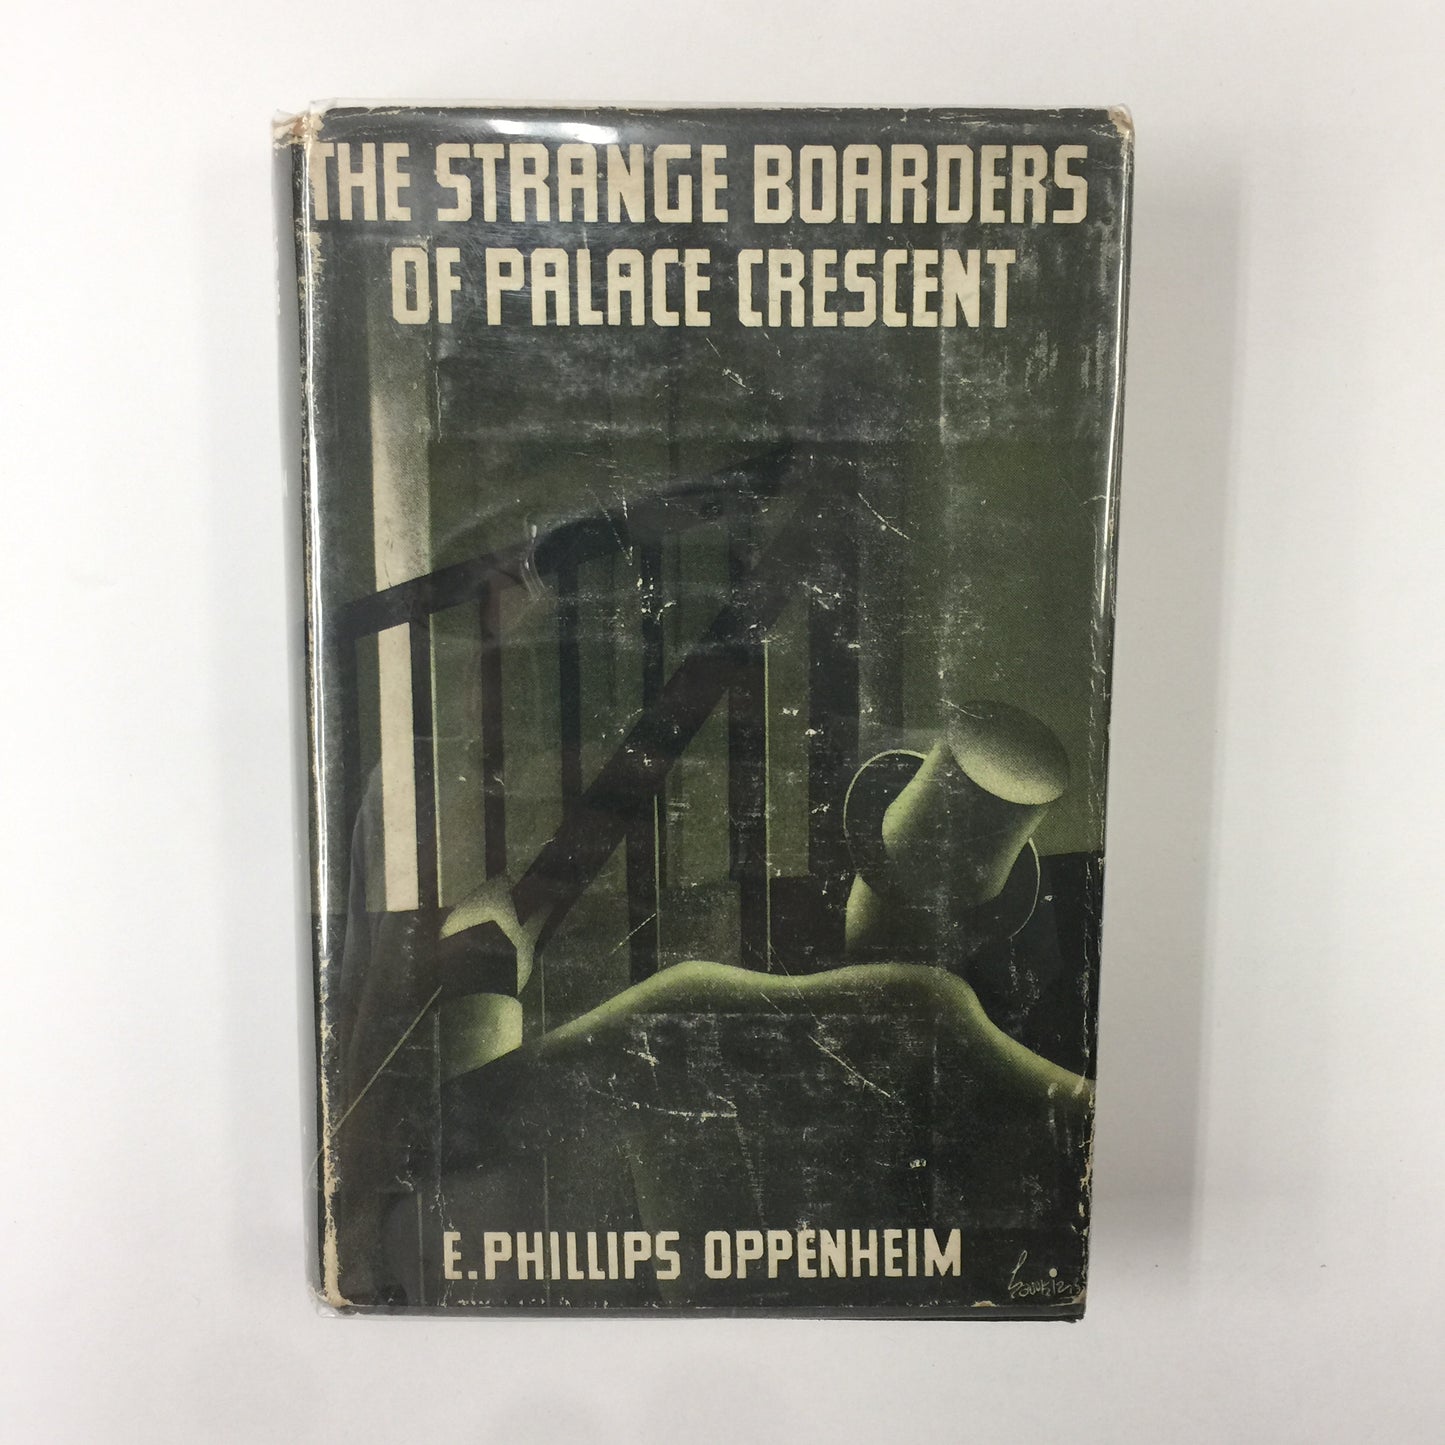 THE STRANGE BOARDERS
OF PALACE CRESCENT
E. PHILLIPS OPPENHEIM